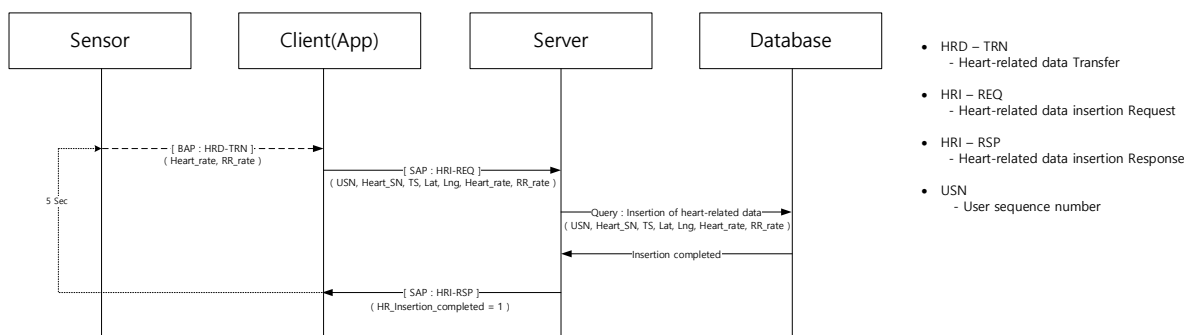 Sensor
Client(App)
Server
Database
[ BAP : HRD-TRN ]
( Heart_rate, RR_rate )
[ SAP : HRI-REQ ]
( USN, Heart_SN, TS, Lat, Lng, Heart_rate, RR_rate )
5 Sec
Query : Insertion of heart-related data
( USN, Heart_SN, TS, Lat, Lng, Heart_rate, RR_rate )
Insertion completed
[ SAP : HRI-RSP ]
( HR_Insertion_completed = 1 )
• HRD – TRN
- Heart-related data Transfer
• HRI – REQ
- Heart-related data insertion Request
• HRI – RSP
- Heart-related data insertion Response
• USN
- User sequence number